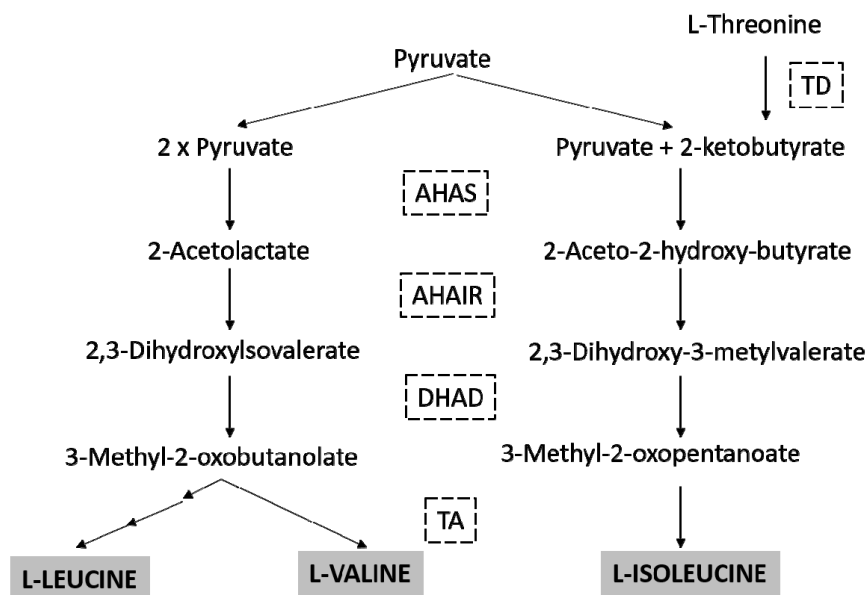 L-Threonine
Pyruvate
TD
2 x Pyruvate
Pyruvate + 2-ketobutyrate
AHAS
2-Acetolactate
2-Aceto-2-hydroxy-butyrate
AHAIR
2,3-Dihydroxylsovalerate
2,3-Dihydroxy-3-metylvalerate
DHAD
3-Methyl-2-oxobutanolate
3-Methyl-2-oxopentanoate
TA
L-LEUCINE
L-VALINE
L-ISOLEUCINE